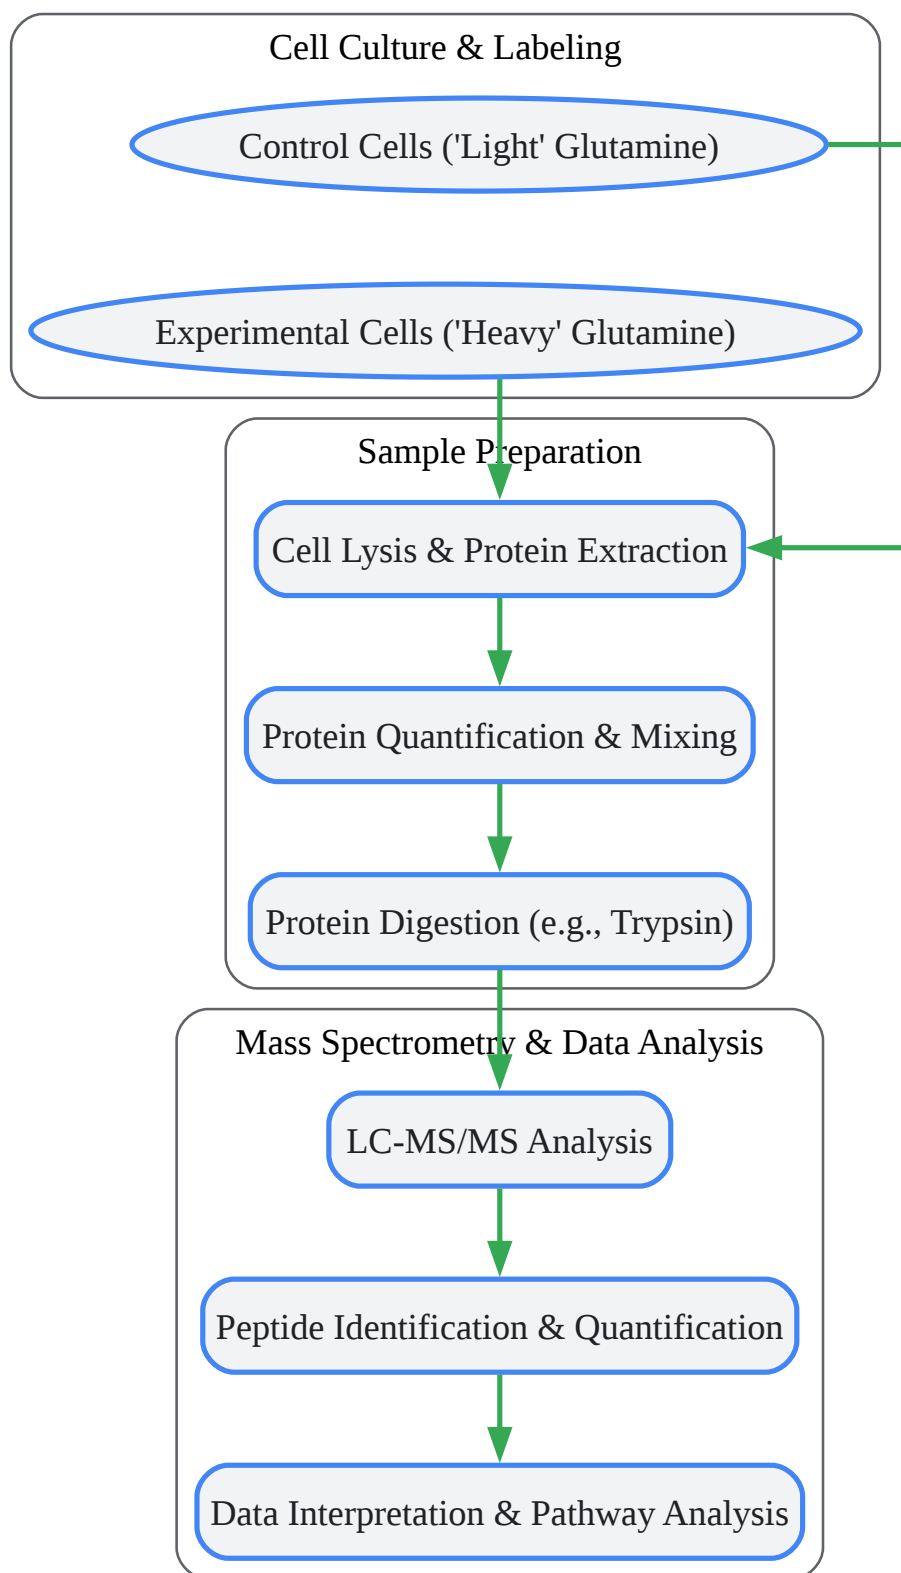 Cell Culture & Labeling
Control Cells ('Light' Glutamine)
Experimental Cells ('Heavy' Glutamine)
Sample Preparation
Cell Lysis & Protein Extraction
Protein Quantification & Mixing
Protein Digestion (e.g., Trypsin)
Mass Spectrometry & Data Analysis
LC-MS/MS Analysis
Peptide Identification & Quantification
Data Interpretation & Pathway Analysis